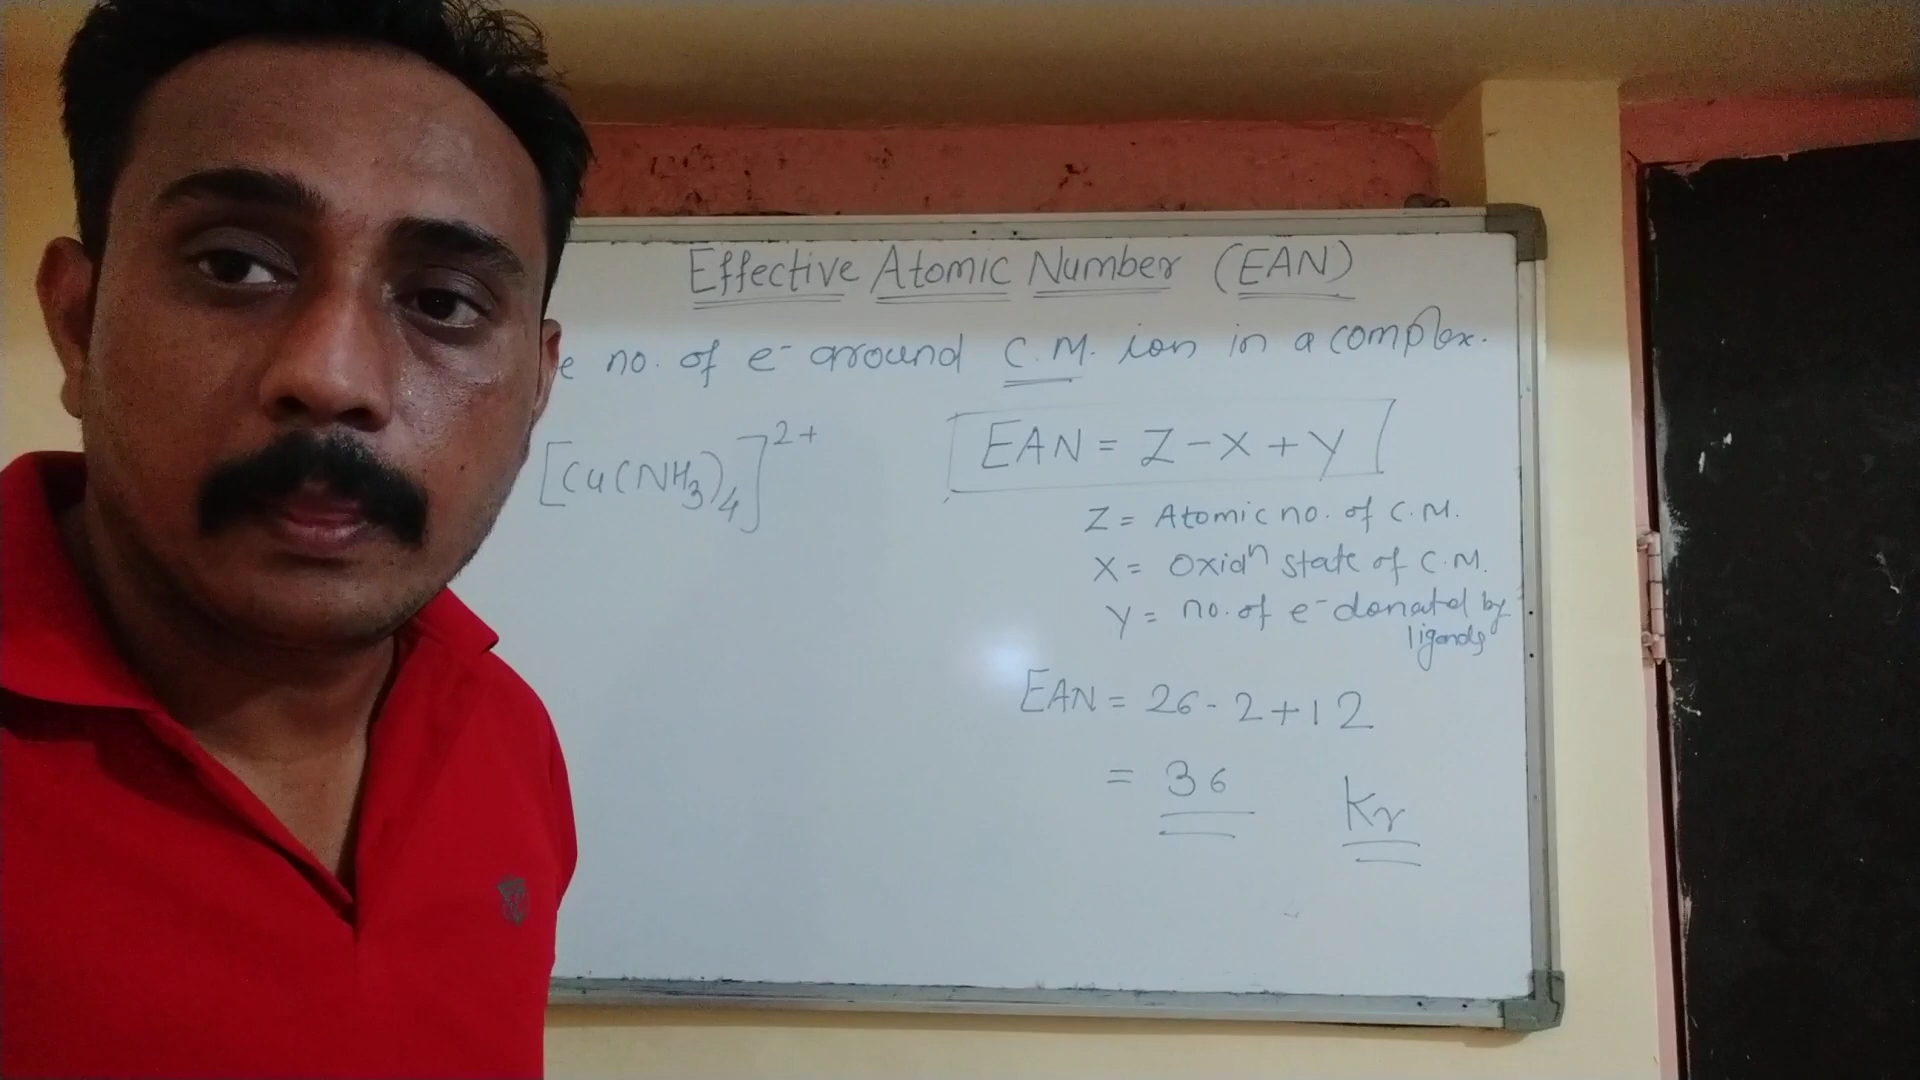 Effective Atomic Number (EAN)
e no. of e⁻ around C.M. ion in a complex.
[Cu(NH₃)₄]²⁺
EAN = Z - X + Y
Z = Atomic no. of C.M.
X = Oxidⁿ state of C.M.
Y = no. of e⁻ donated by
ligands
EAN = 26 - 2 + 12
= 36
Kr